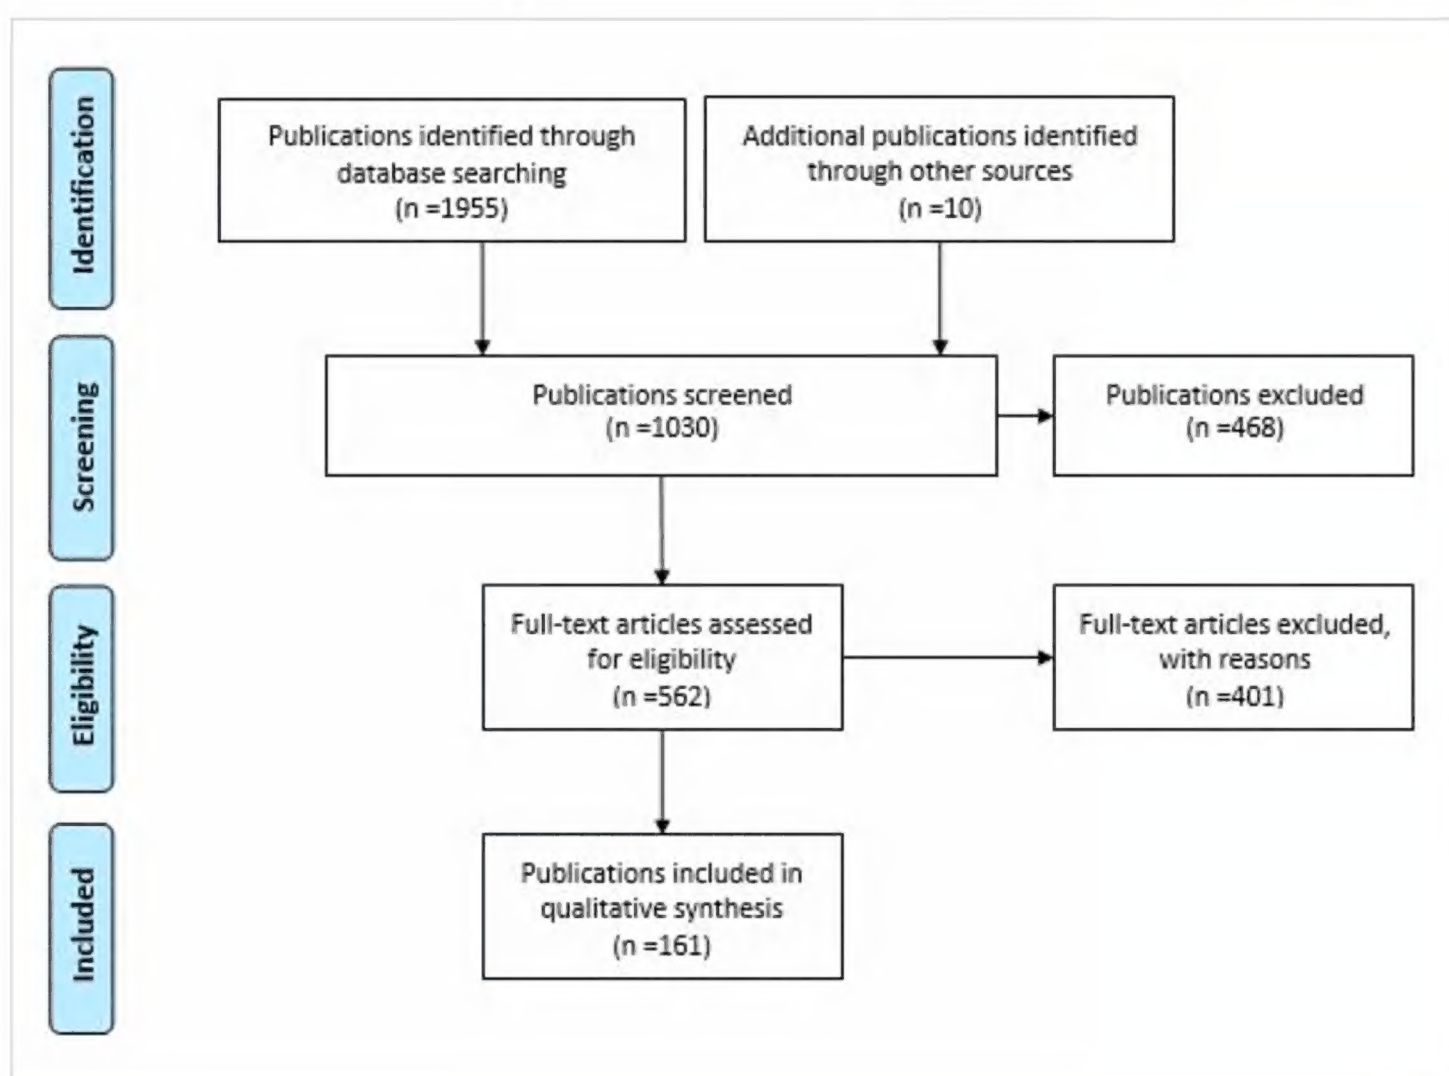 Identification
Publications identified through
database searching
(n =1955)
Additional publications identified
through other sources
(n =10)
Screening
Publications screened
(n =1030)
Publications excluded
(n =468)
Eligibility
Full-text articles assessed
for eligibility
(n =562)
Full-text articles excluded,
with reasons
(n =401)
Included
Publications included in
qualitative synthesis
(n =161)